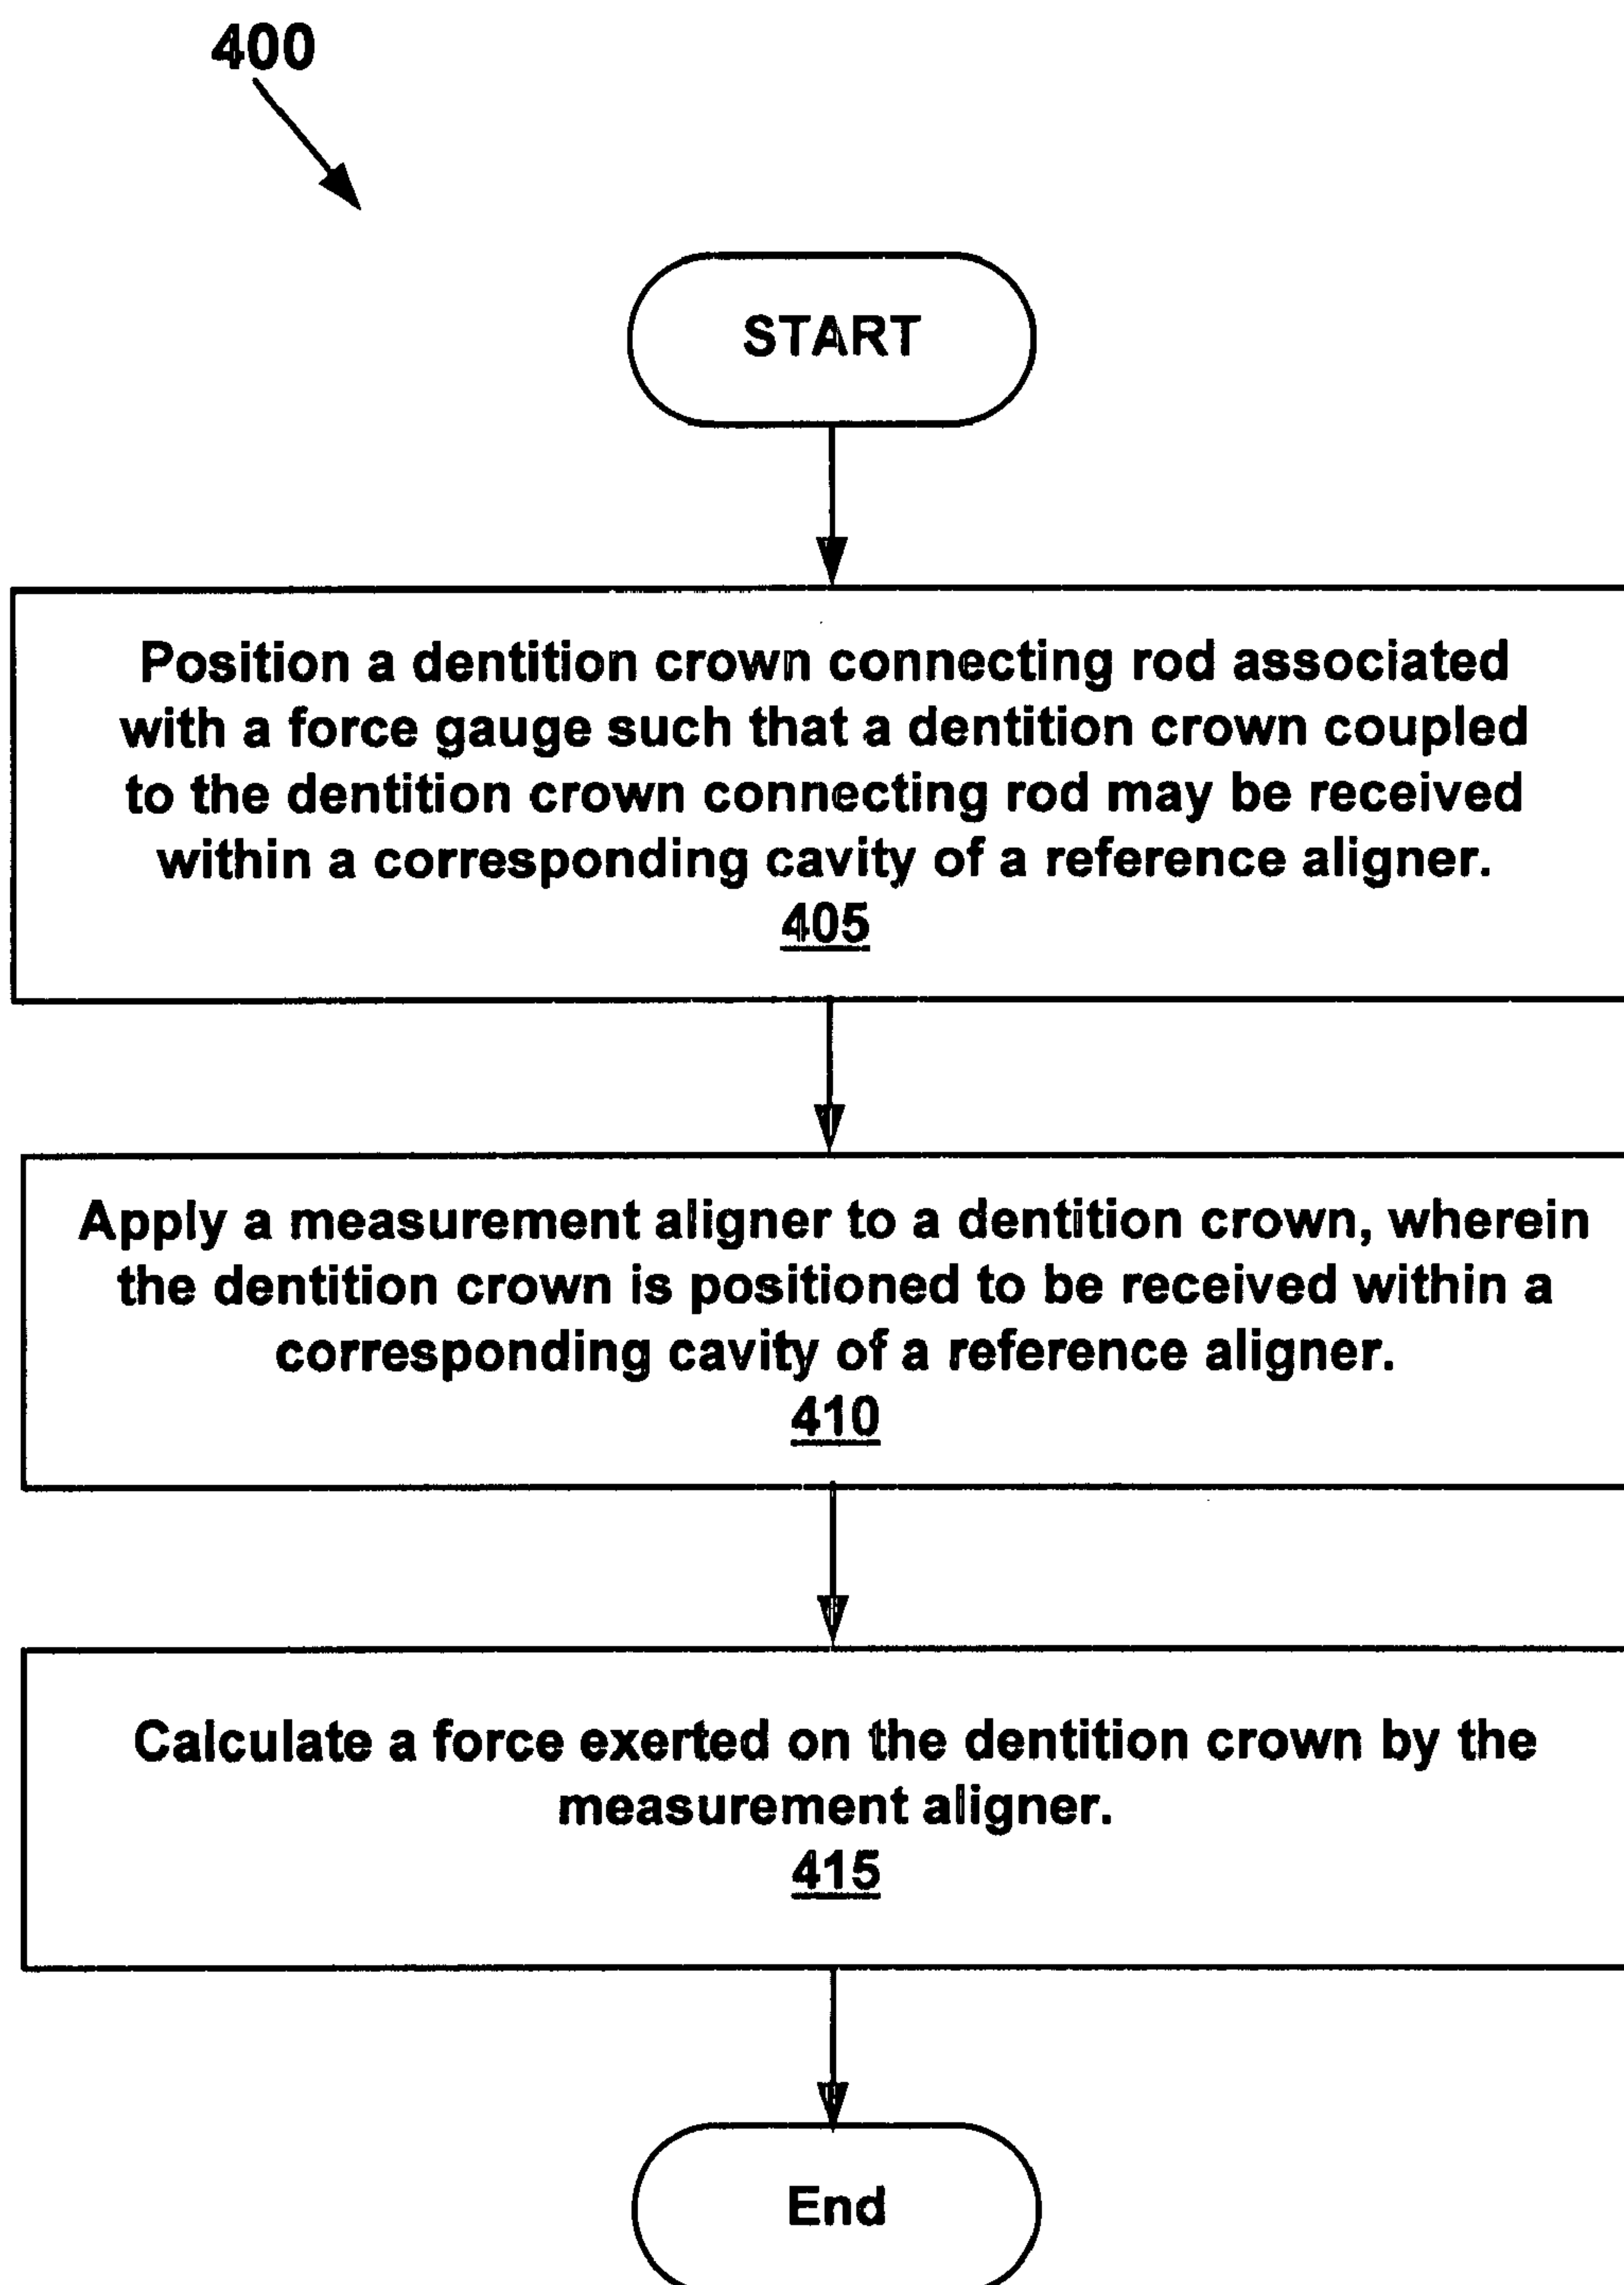 400
START
Position a dentition crown connecting rod associated
with a force gauge such that a dentition crown coupled
to the dentition crown connecting rod may be received
within a corresponding cavity of a reference aligner.
405
Apply a measurement aligner to a dentition crown, wherein
the dentition crown is positioned to be received within a
corresponding cavity of a reference aligner.
410
Calculate a force exerted on the dentition crown by the
measurement aligner.
415
End